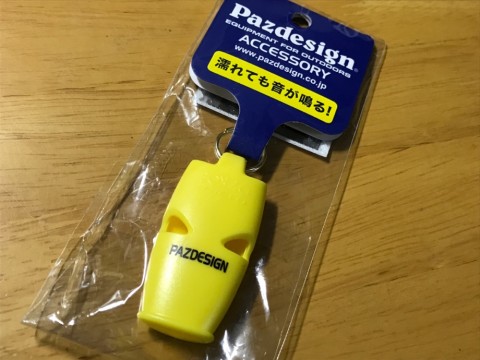 Pazdesign®
EQUIPMENT FOR OUTDOORS
ACCESSORY
www.pazdesign.co.jp
濡れても音が鳴る!
PAZDESIGN